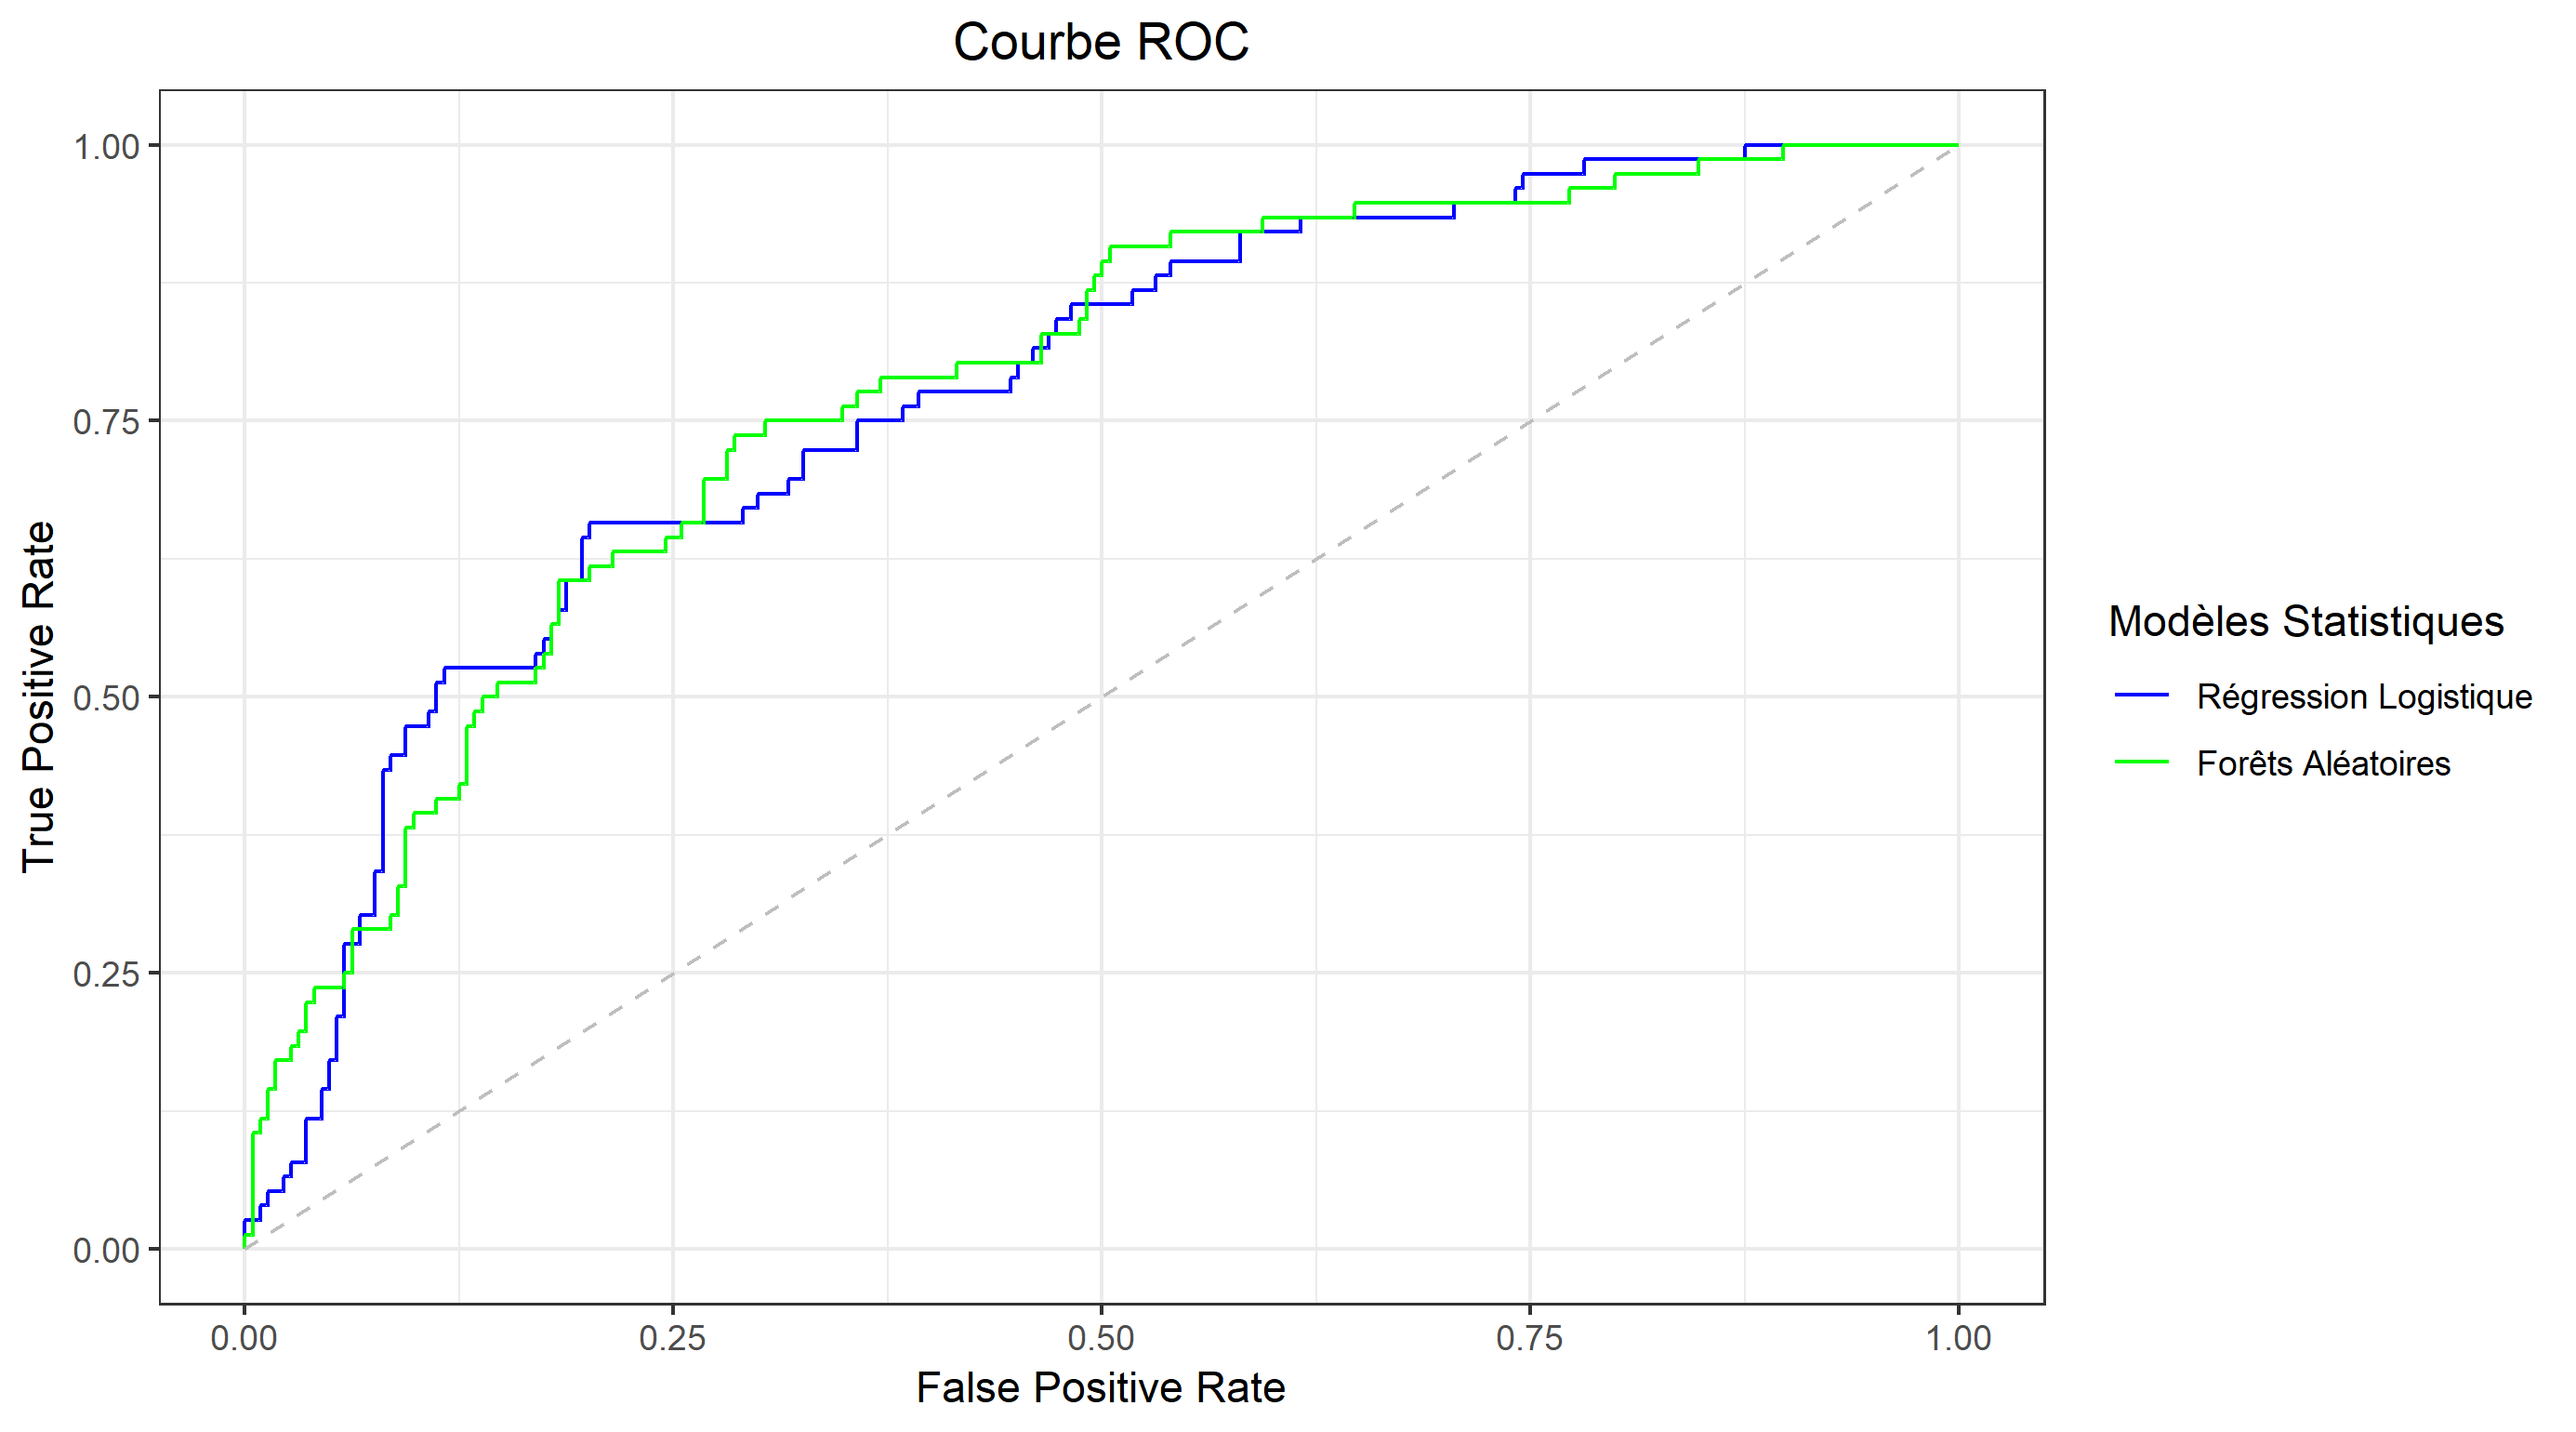 Courbe ROC
True Positive Rate
1.00
0.75
0.50
0.25
0.00
0.00 0.25 0.50 0.75 1.00
False Positive Rate
Modèles Statistiques
Régression Logistique
Forêts Aléatoires